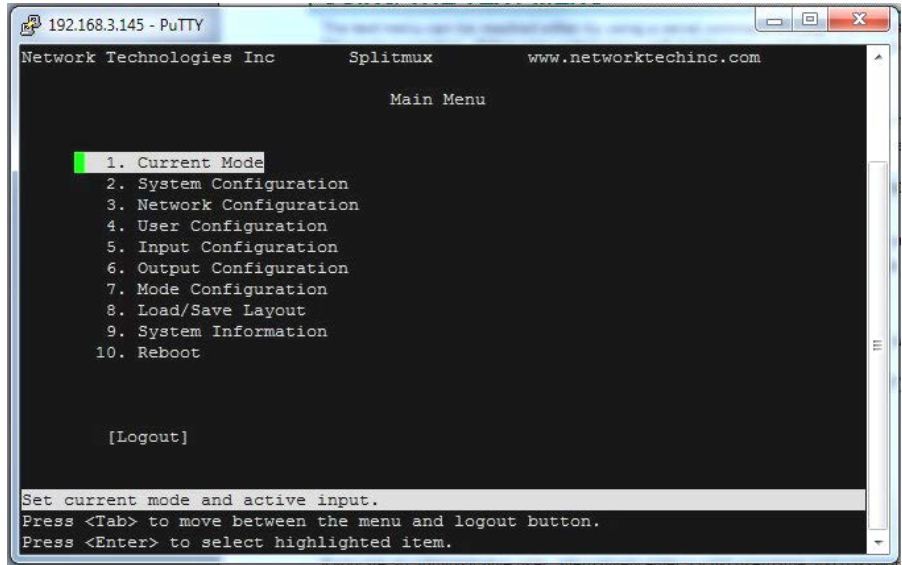 192.168.3.145 - PuTTY
Network Technologies Inc Splitmux www.networktechinc.com
Main Menu
1. Current Mode
2. System Configuration
3. Network Configuration
4. User Configuration
5. Input Configuration
6. Output Configuration
7. Mode Configuration
8. Load/Save Layout
9. System Information
10. Reboot
[Logout]
Set current mode and active input.
Press <Tab> to move between the menu and logout button.
Press <Enter> to select highlighted item.